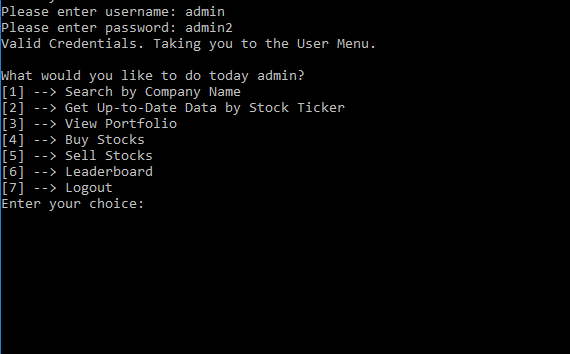 Please enter username: admin
Please enter password: admin2
Valid Credentials. Taking you to the User Menu.
What would you like to do today admin?
[1] --> Search by Company Name
[2] --> Get Up-to-Date Data by Stock Ticker
[3] --> View Portfolio
[4] --> Buy Stocks
[5] --> Sell Stocks
[6] --> Leaderboard
[7] --> Logout
Enter your choice: